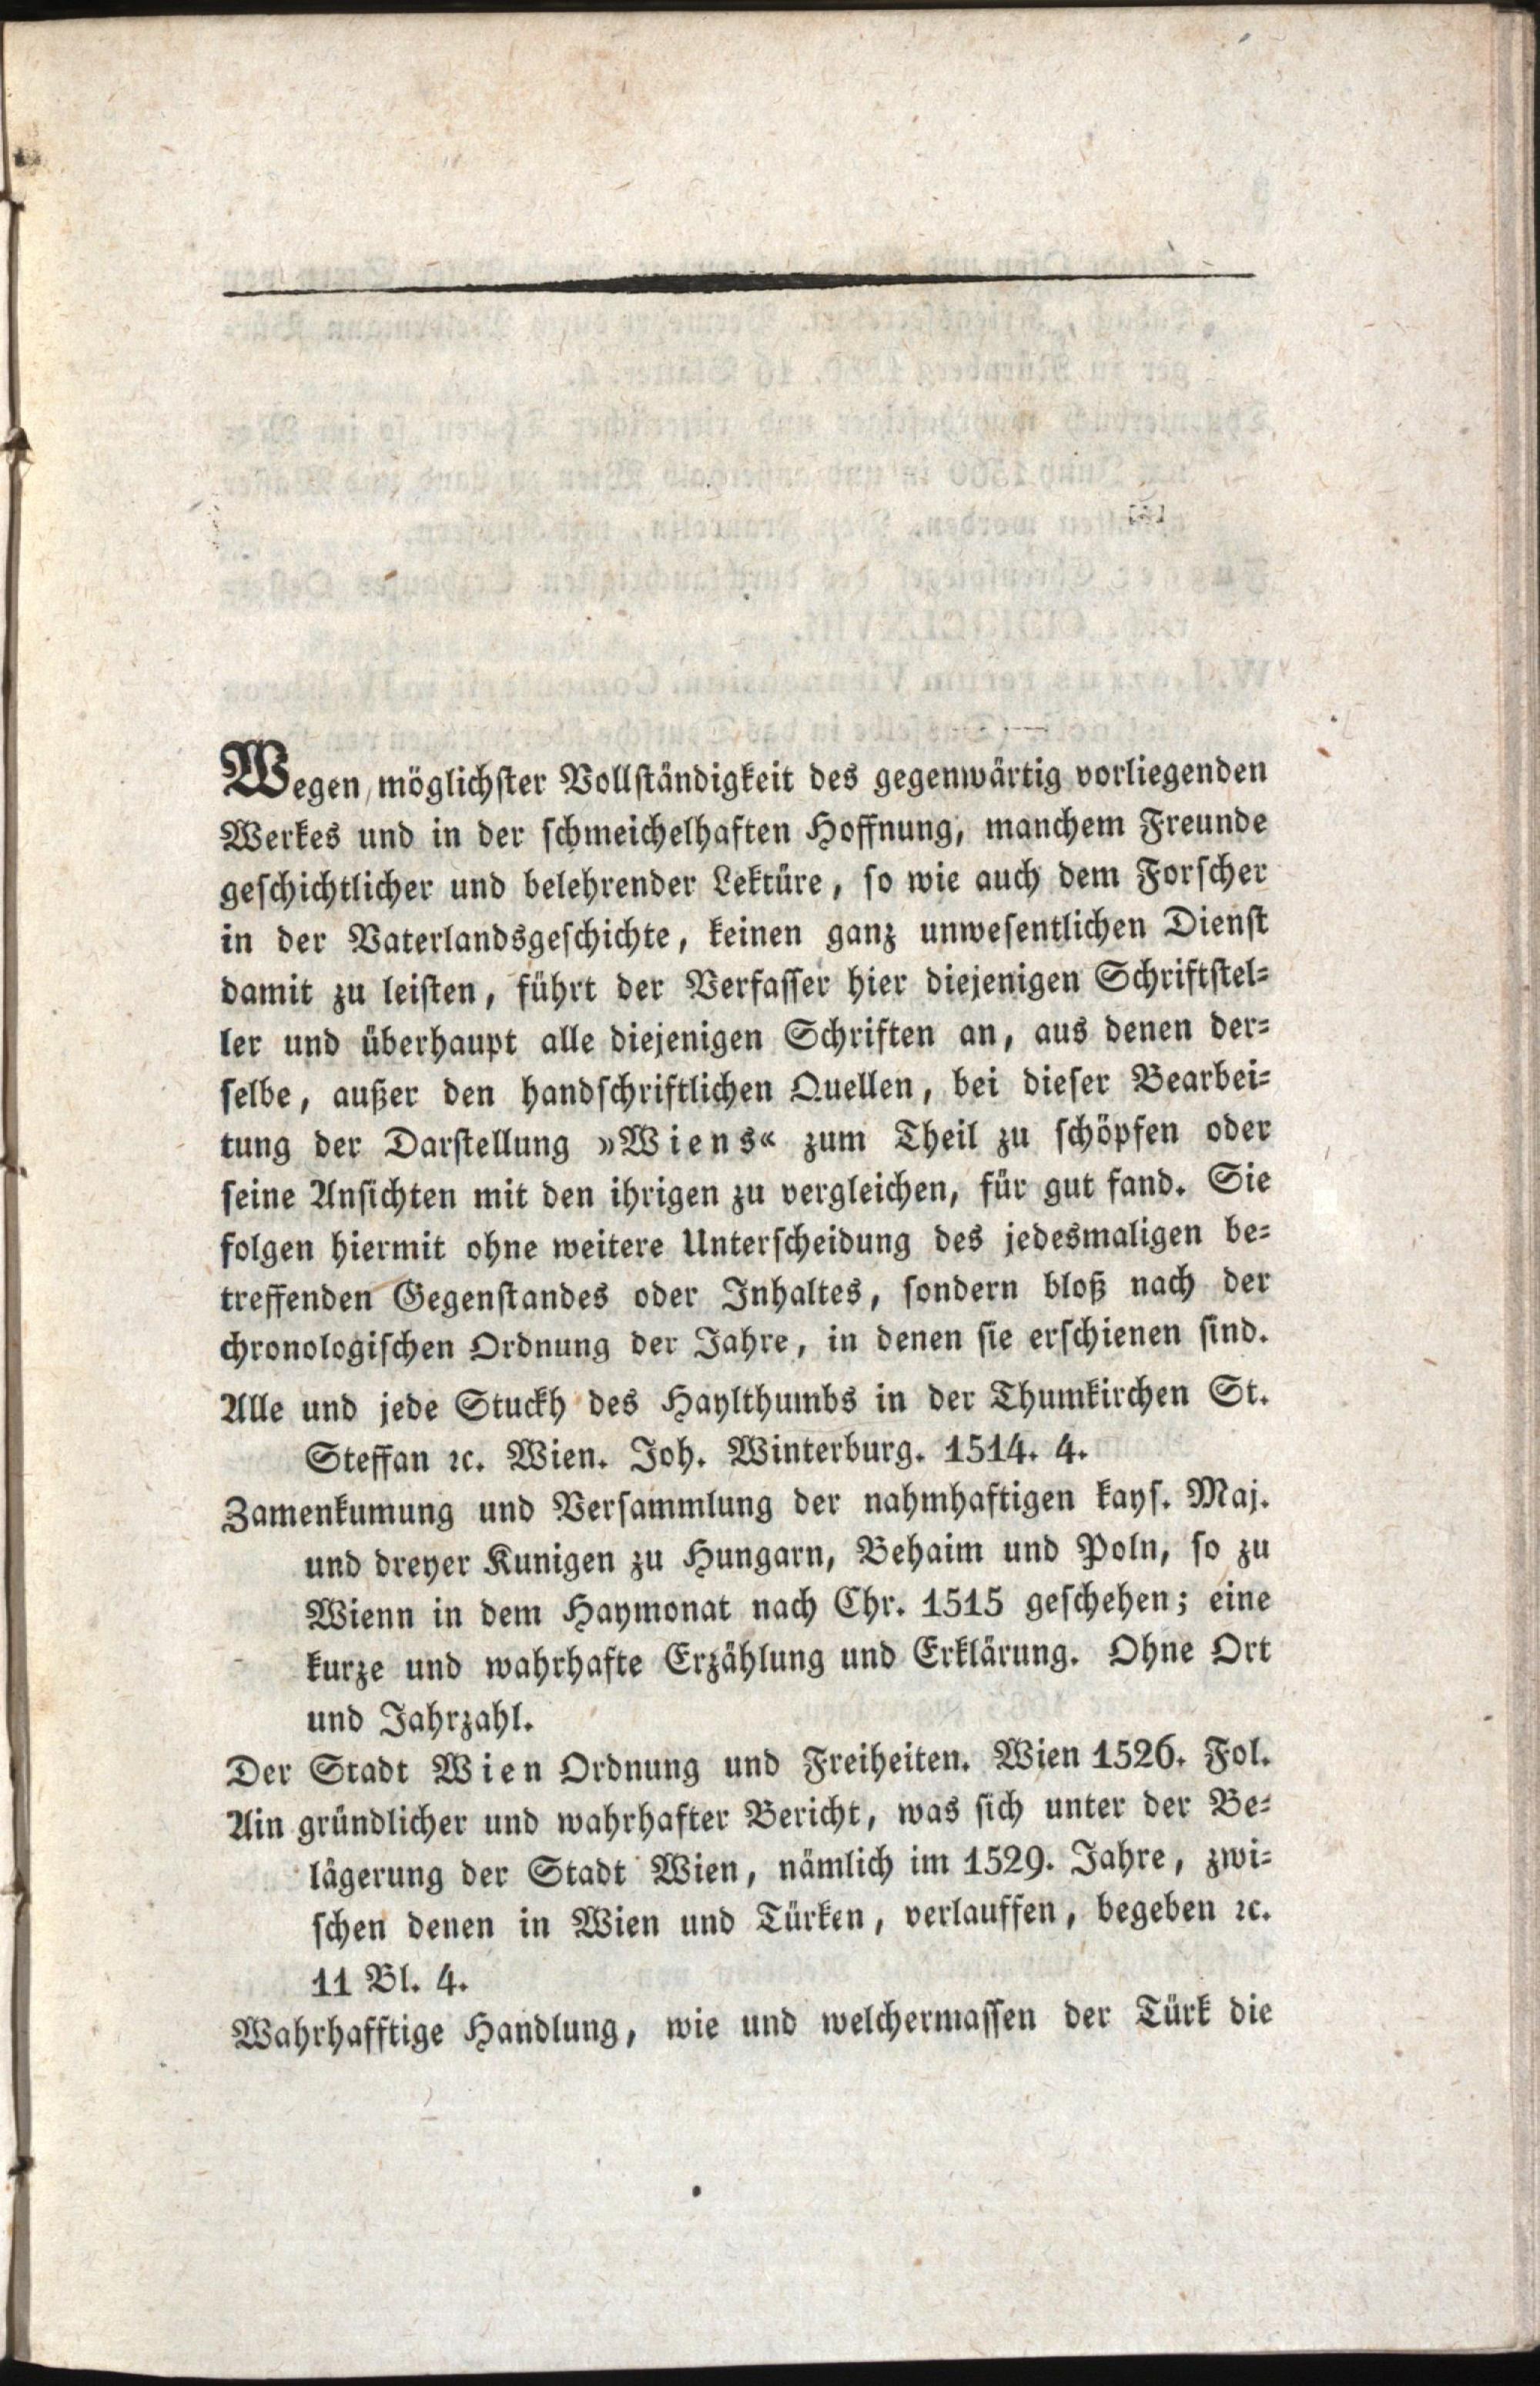 Wegen möglichster Vollständigkeit des gegenwärtig vorliegenden
Werkes und in der schmeichelhaften Hoffnung, manchem Freunde
geschichtlicher und belehrender Lektüre, so wie auch dem Forscher
in der Vaterlandsgeschichte, keinen ganz unwesentlichen Dienst
damit zu leisten, führt der Verfasser hier diejenigen Schriftstel-
ler und überhaupt alle diejenigen Schriften an, aus denen der-
selbe, außer den handschriftlichen Quellen, bei dieser Bearbei-
tung der Darstellung »Wiens« zum Theil zu schöpfen oder
seine Ansichten mit den ihrigen zu vergleichen, für gut fand. Sie
folgen hiermit ohne weitere Unterscheidung des jedesmaligen be-
treffenden Gegenstandes oder Inhaltes, sondern bloß nach der
chronologischen Ordnung der Jahre, in denen sie erschienen sind.
Alle und jede Stuckh des Haylthumbs in der Thumkirchen St.
Steffan ꝛc. Wien. Joh. Winterburg. 1514. 4.
Zamenkumung und Versammlung der nahmhaftigen kays. Maj.
und dreyer Kunigen zu Hungarn, Behaim und Poln, so zu
Wienn in dem Haymonat nach Chr. 1515 geschehen; eine
kurze und wahrhafte Erzählung und Erklärung. Ohne Ort
und Jahrzahl.
Der Stadt Wien Ordnung und Freiheiten. Wien 1526. Fol.
Ain gründlicher und wahrhafter Bericht, was sich unter der Be-
lägerung der Stadt Wien, nämlich im 1529. Jahre, zwi-
schen denen in Wien und Türken, verlauffen, begeben ꝛc.
11 Bl. 4.
Wahrhafftige Handlung, wie und welchermassen der Türk die